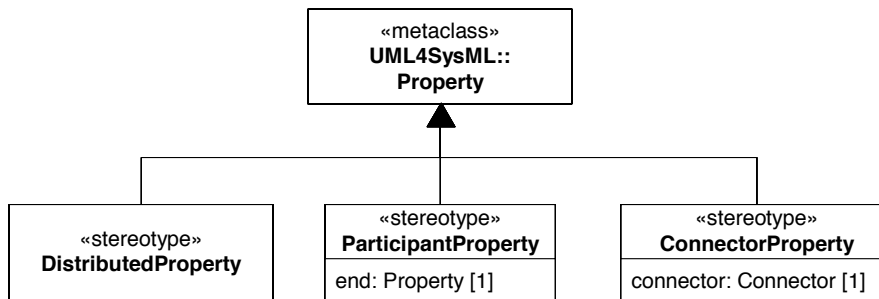 «metaclass»
UML4SysML::
Property
«stereotype»
DistributedProperty
«stereotype»
ParticipantProperty
end: Property [1]
«stereotype»
ConnectorProperty
connector: Connector [1]